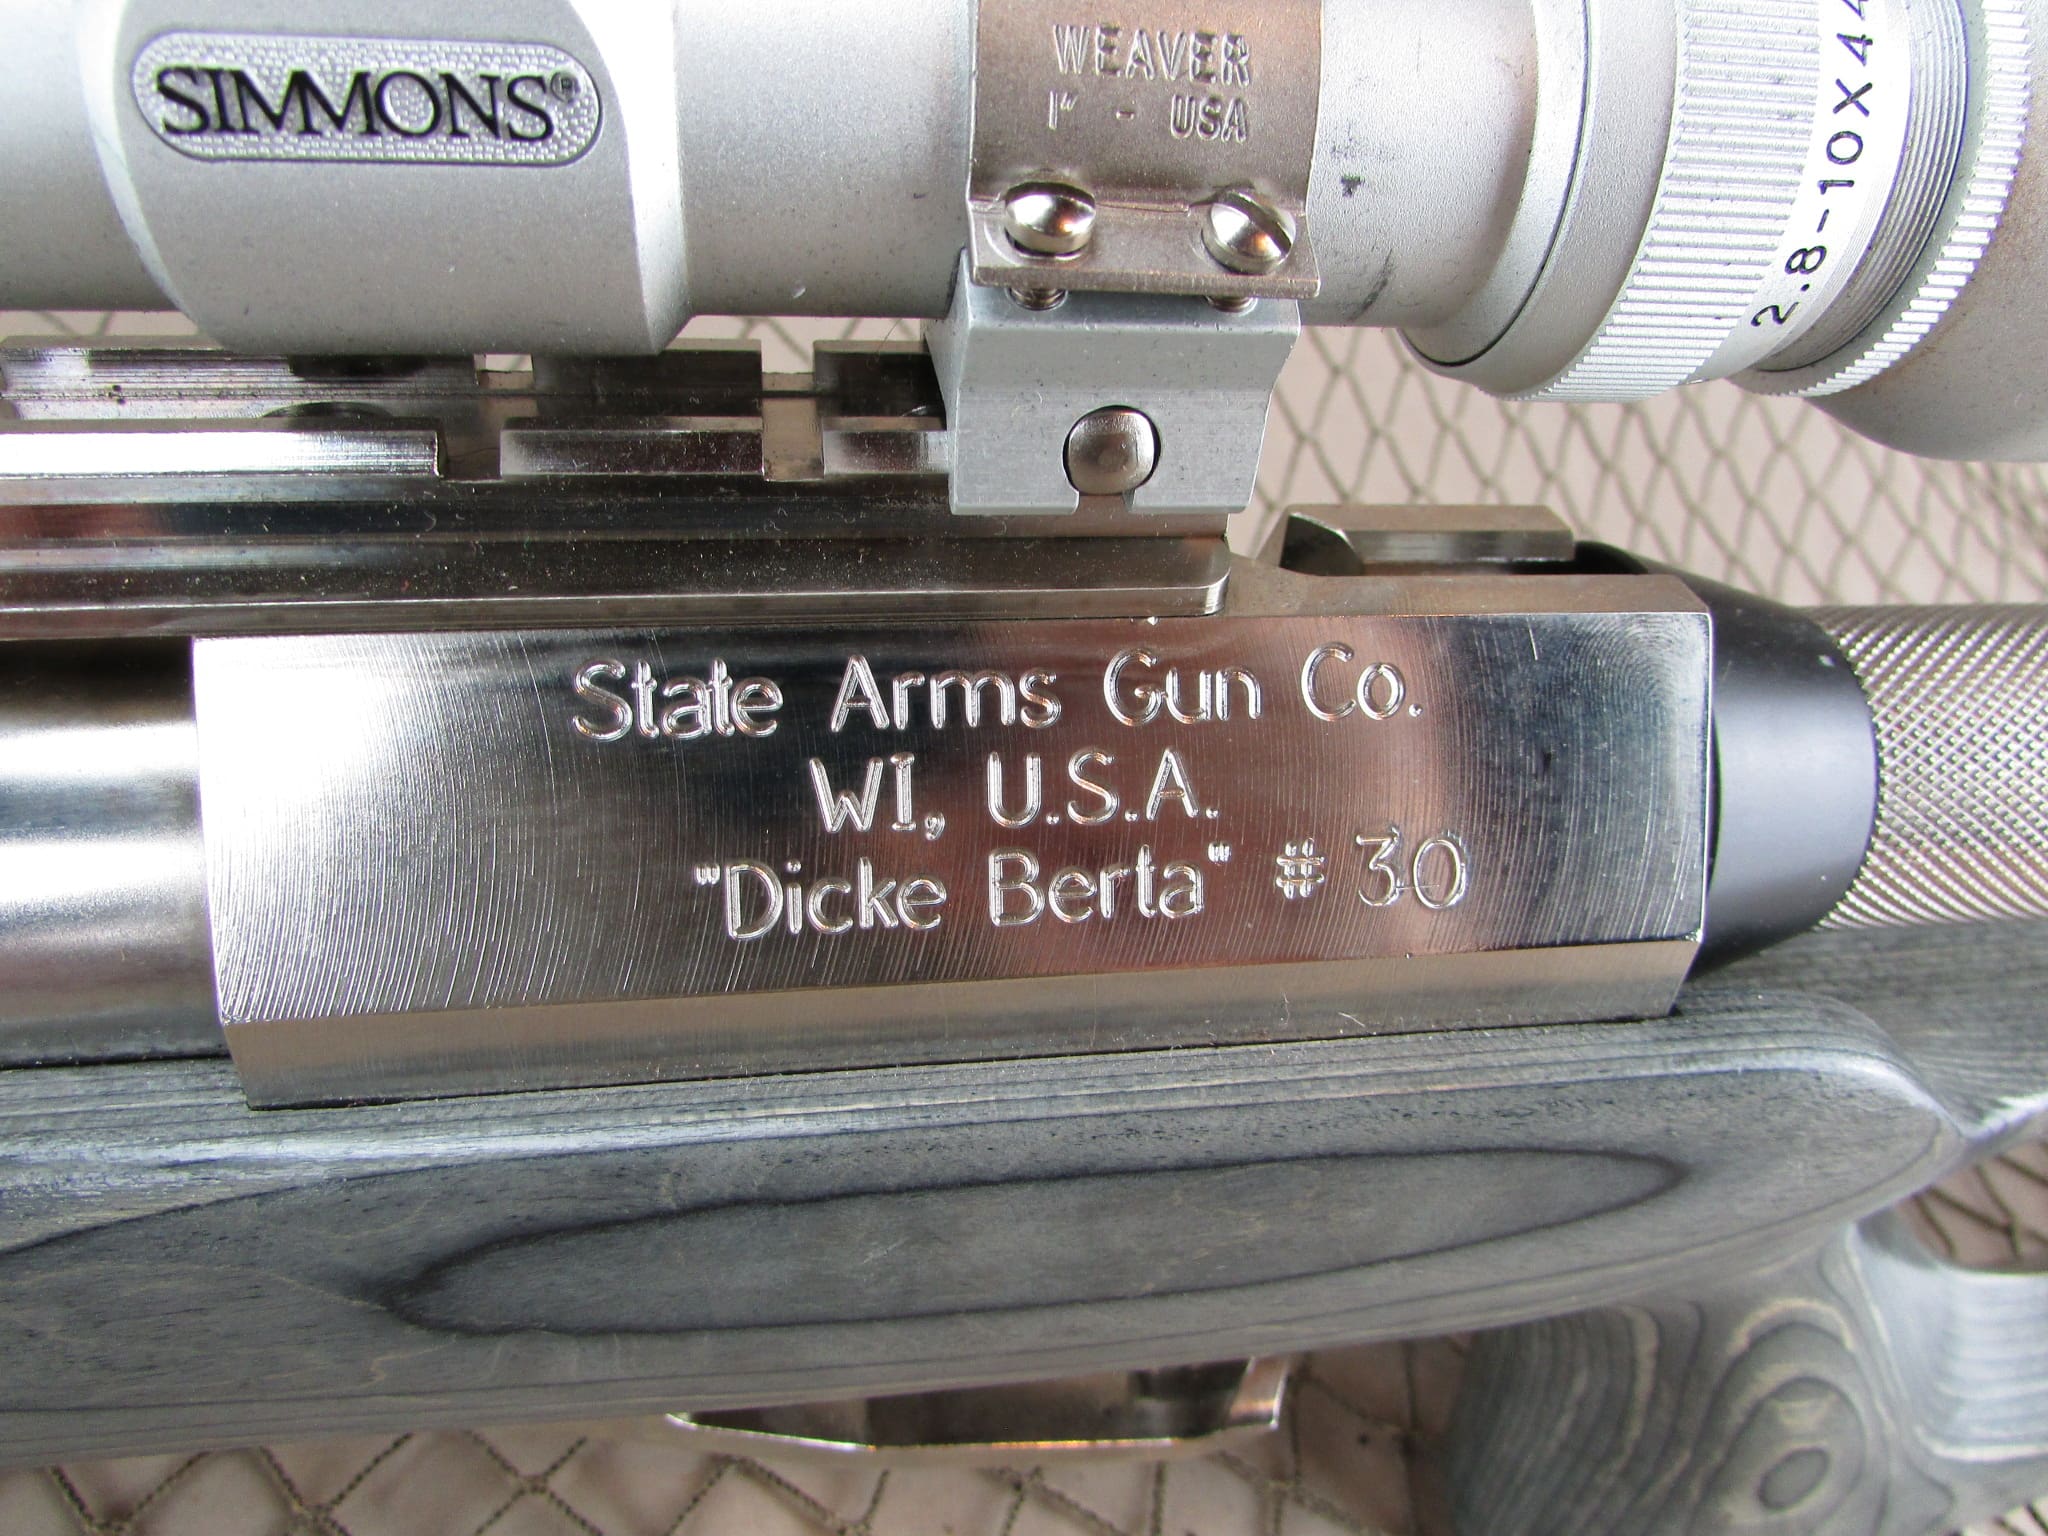 SIMMONS®
WEAVER
1" - USA
2.8-10X44
State Arms Gun Co.
WI, U.S.A.
"Dicke Berta" # 30